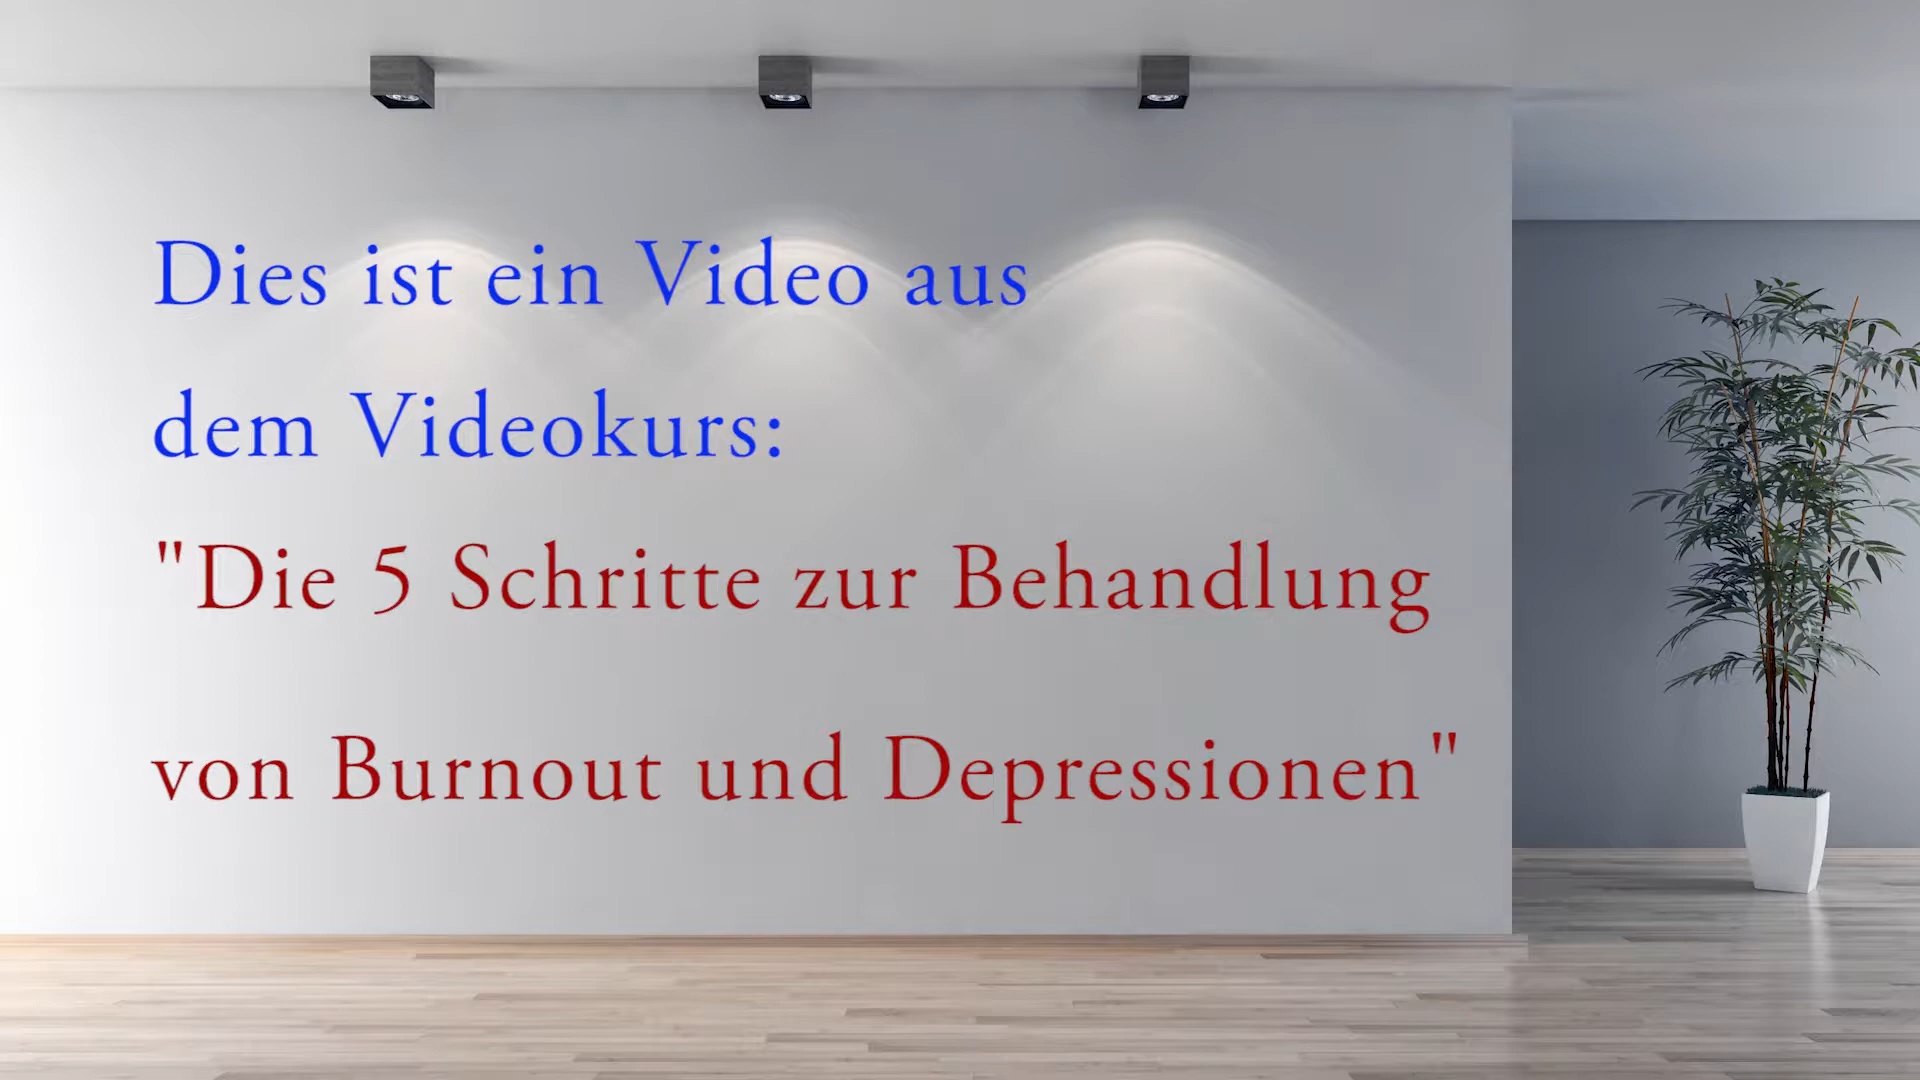 Dies ist ein Video aus
dem Videokurs:
"Die 5 Schritte zur Behandlung
von Burnout und Depressionen"